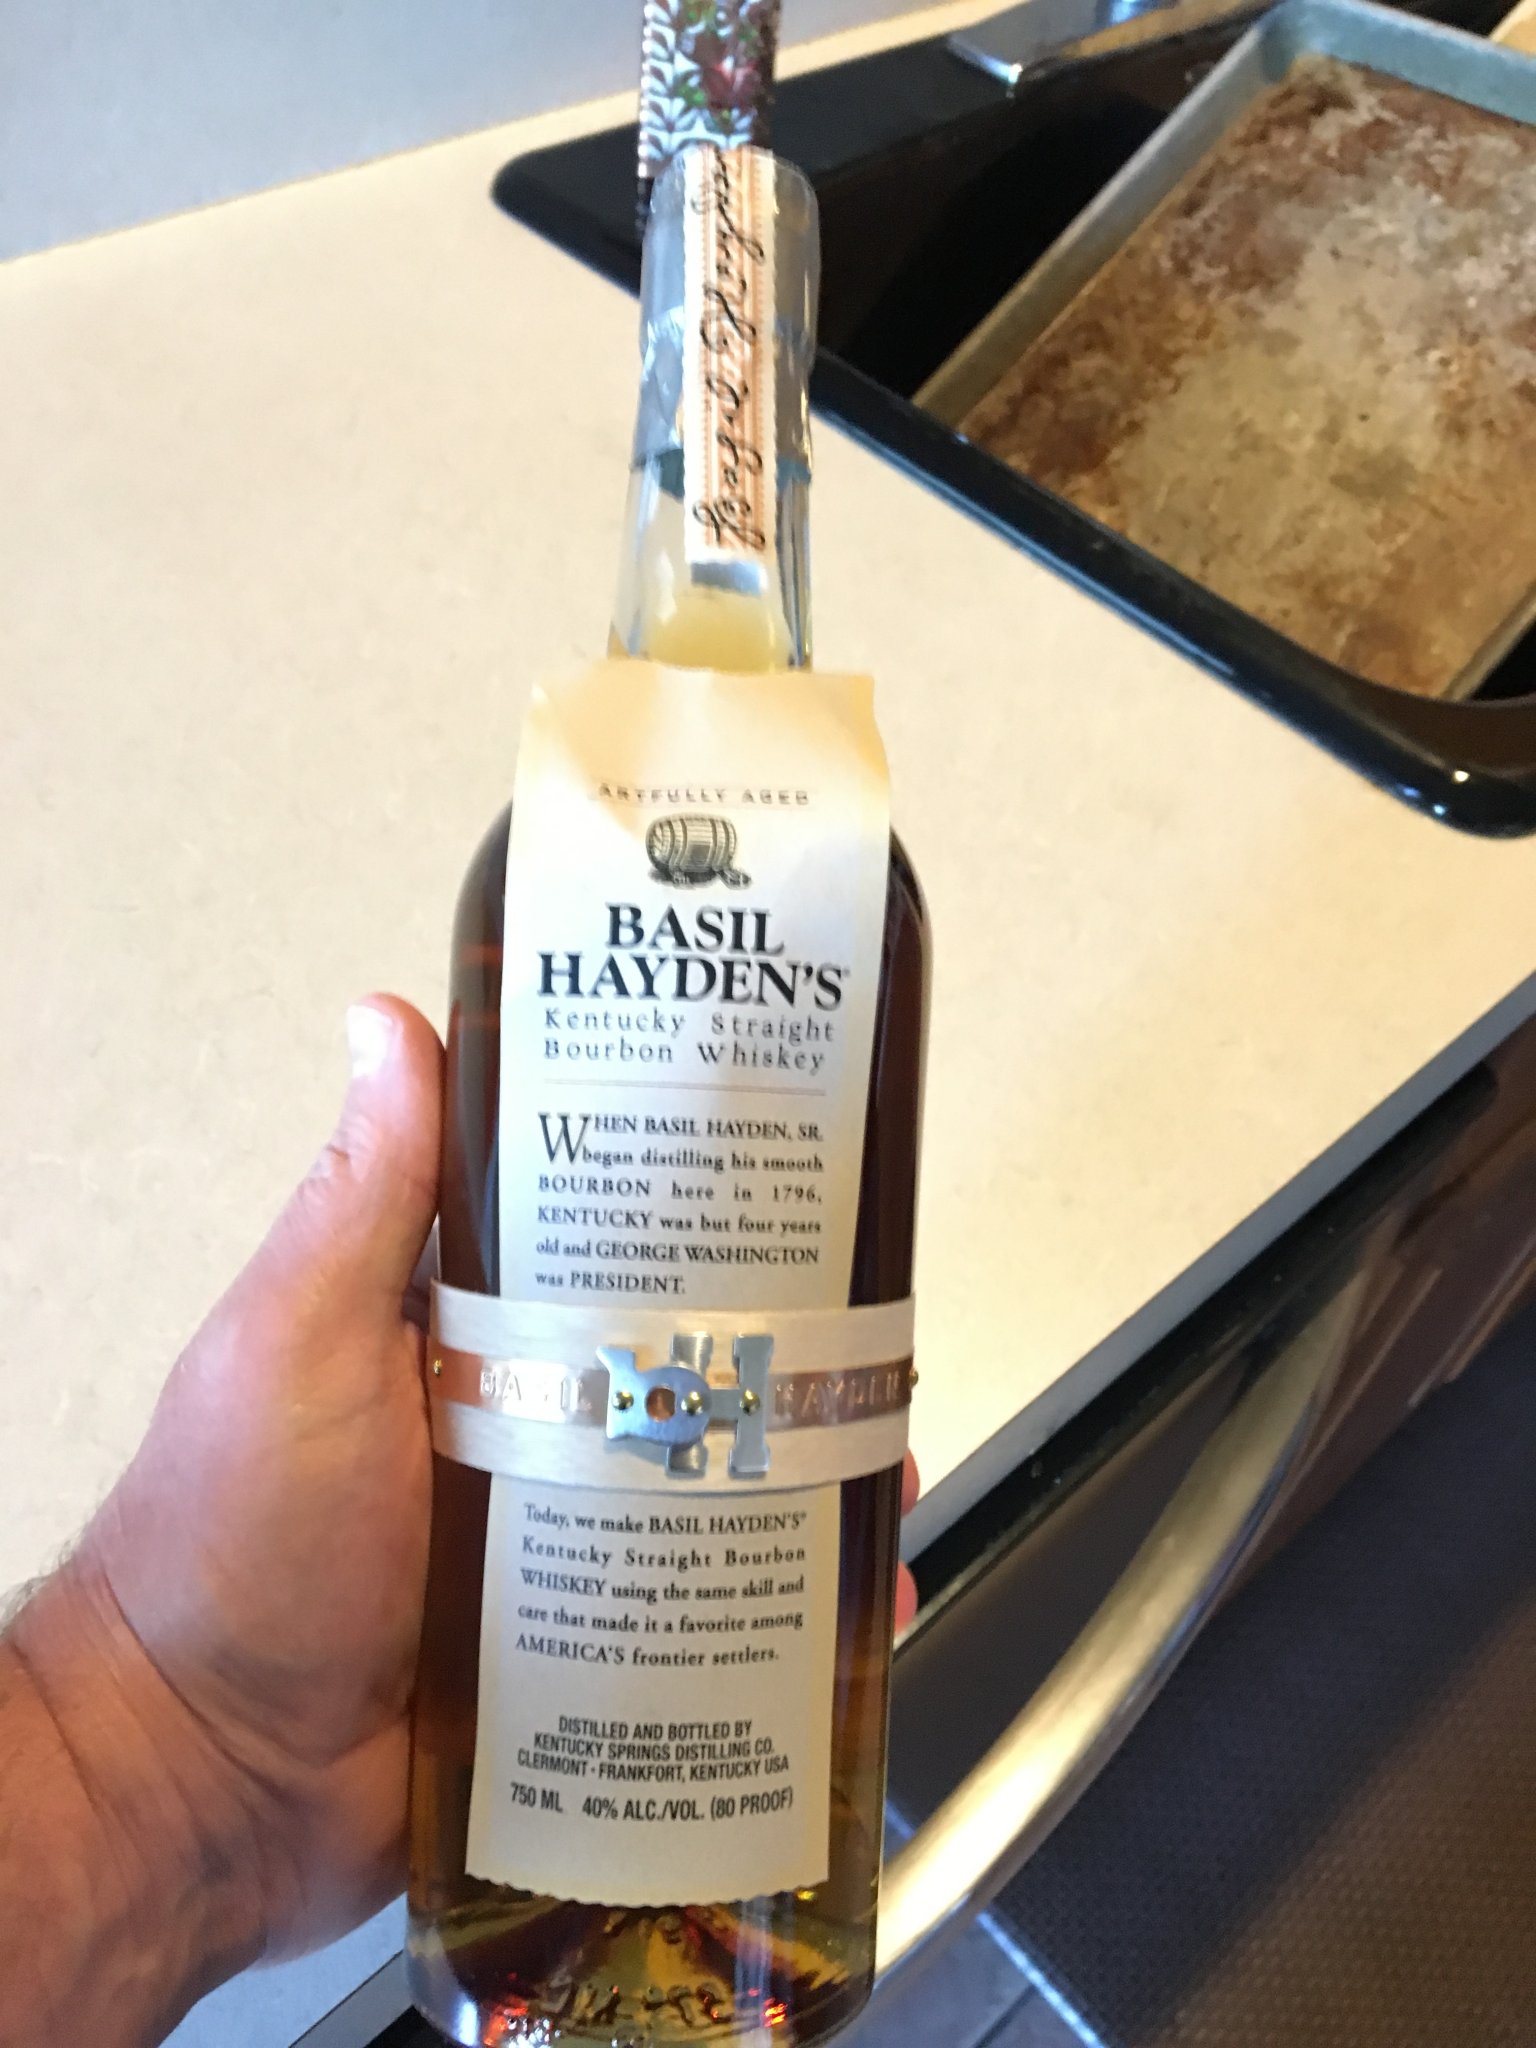 ARTFULLY AGED
BASIL
HAYDEN'S
Kentucky Straight
Bourbon Whiskey
WHEN BASIL HAYDEN, SR.
began distilling his smooth
BOURBON here in 1796,
KENTUCKY was but four years
old and GEORGE WASHINGTON
was PRESIDENT.
BASIL BH HAYDEN
Today, we make BASIL HAYDEN'S®
Kentucky Straight Bourbon
WHISKEY using the same skill and
care that made it a favorite among
AMERICA'S frontier settlers.
DISTILLED AND BOTTLED BY
KENTUCKY SPRINGS DISTILLING CO.
CLERMONT • FRANKFORT, KENTUCKY USA
750 ML 40% ALC./VOL. (80 PROOF)